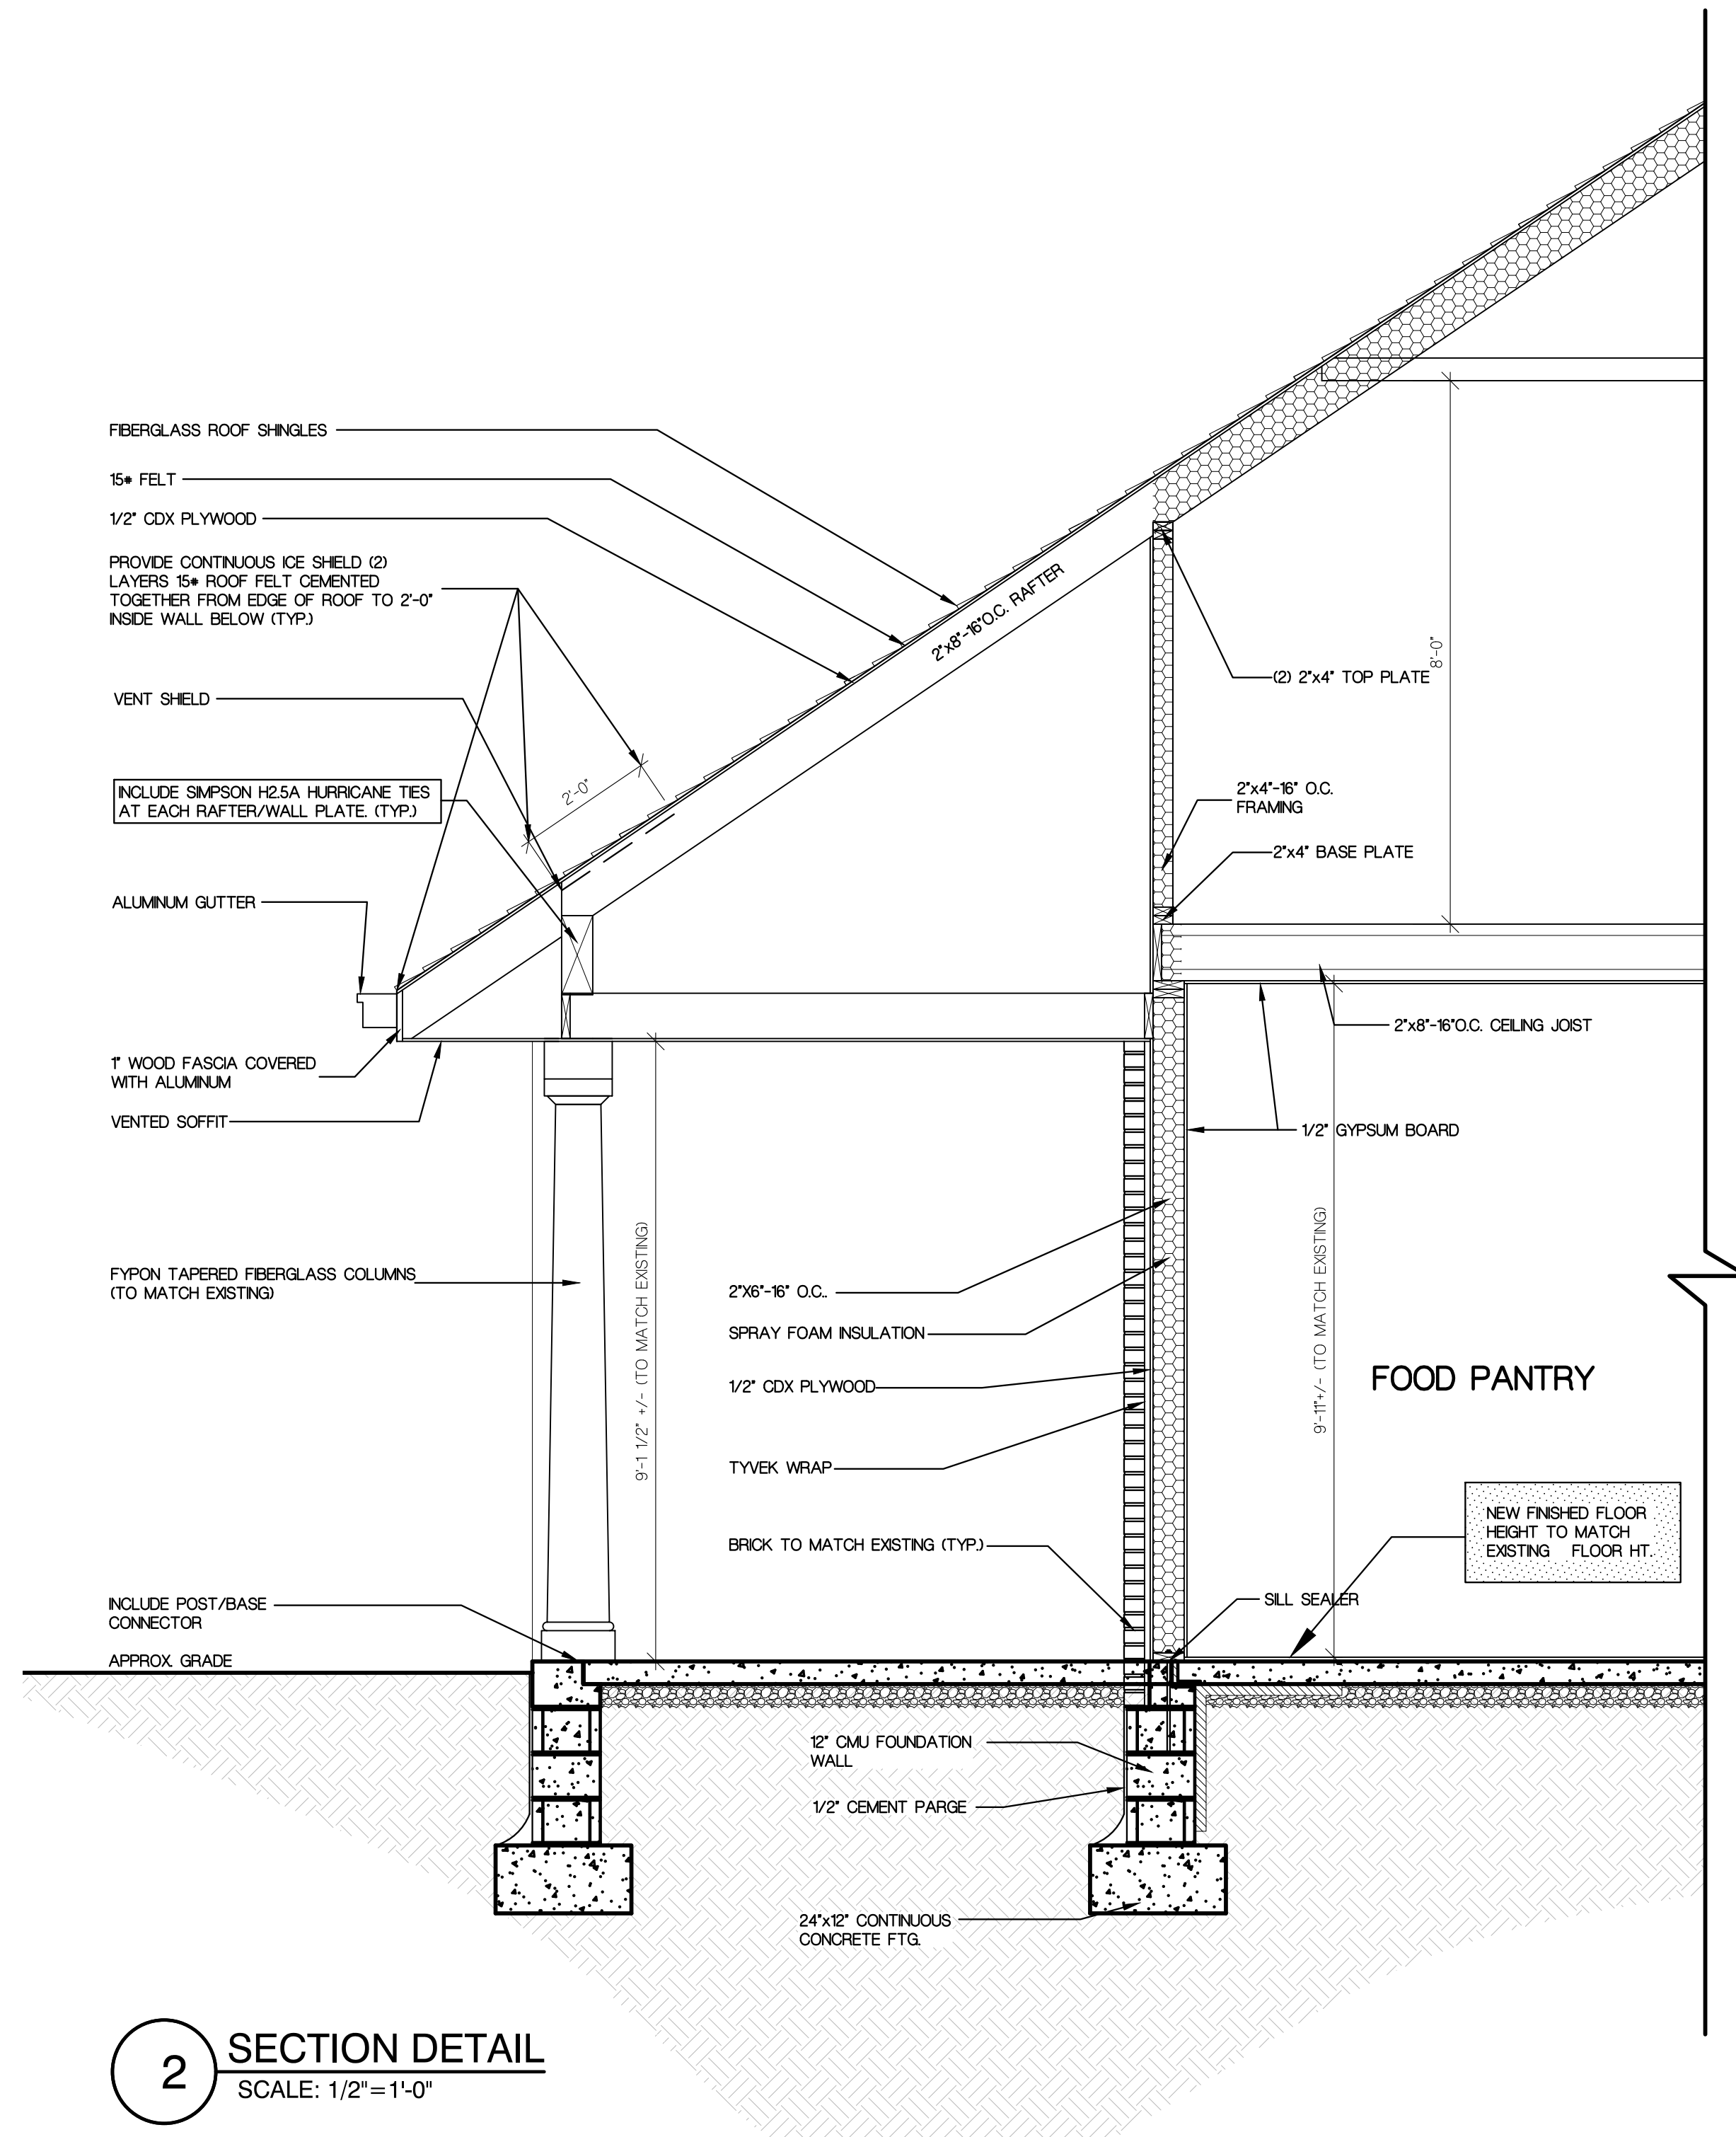 FIBERGLASS ROOF SHINGLES
15# FELT
1/2" CDX PLYWOOD
PROVIDE CONTINUOUS ICE SHIELD (2)
LAYERS 15# ROOF FELT CEMENTED
TOGETHER FROM EDGE OF ROOF TO 2'-0"
INSIDE WALL BELOW (TYP.)
VENT SHIELD
INCLUDE SIMPSON H2.5A HURRICANE TIES
AT EACH RAFTER/WALL PLATE. (TYP.)
ALUMINUM GUTTER
1" WOOD FASCIA COVERED
WITH ALUMINUM
VENTED SOFFIT
FYPON TAPERED FIBERGLASS COLUMNS
(TO MATCH EXISTING)
INCLUDE POST/BASE
CONNECTOR
APPROX. GRADE
2'-0"
2"x8"-16"O.C. RAFTER
9'-1 1/2" +/- (TO MATCH EXISTING)
2"X6"-16" O.C..
SPRAY FOAM INSULATION
1/2" CDX PLYWOOD
TYVEK WRAP
BRICK TO MATCH EXISTING (TYP.)
12" CMU FOUNDATION
WALL
1/2" CEMENT PARGE
24"x12" CONTINUOUS
CONCRETE FTG.
(2) 2"x4" TOP PLATE
8'-0"
2"x4"-16" O.C.
FRAMING
2"x4" BASE PLATE
2"x8"-16"O.C. CEILING JOIST
1/2" GYPSUM BOARD
9'-11"+/- (TO MATCH EXISTING)
FOOD PANTRY
NEW FINISHED FLOOR
HEIGHT TO MATCH
EXISTING FLOOR HT.
SILL SEALER
2
SECTION DETAIL
SCALE: 1/2"=1'-0"